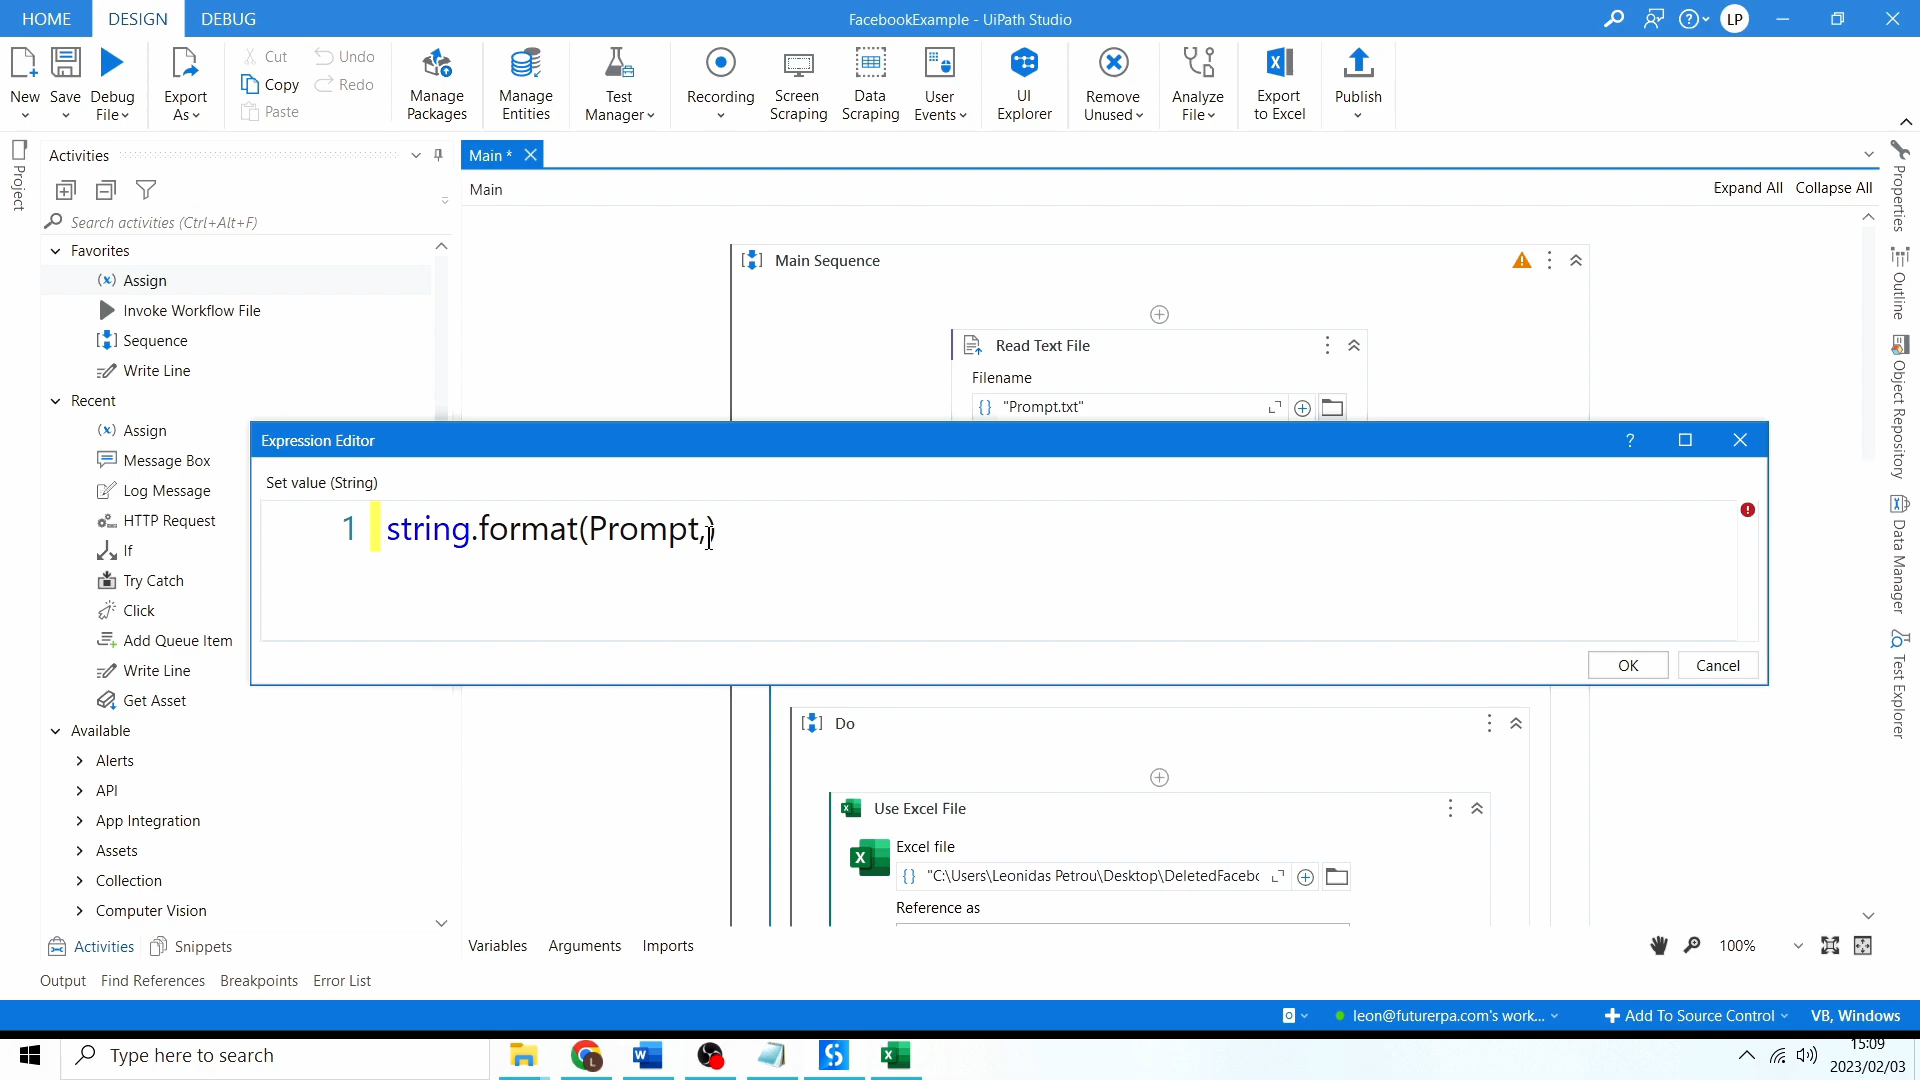 HOME DESIGN DEBUG FacebookExample - UiPath Studio LP
New Save Debug File Export As Cut Copy Paste Undo Redo Manage Packages Manage Entities Test Manager Recording Screen Scraping Data Scraping User Events UI Explorer Remove Unused Analyze File Export to Excel Publish
Project
Activities
Search activities (Ctrl+Alt+F)
Favorites
Assign
Invoke Workflow File
Sequence
Write Line
Recent
Assign
Message Box
Log Message
HTTP Request
If
Try Catch
Click
Add Queue Item
Write Line
Get Asset
Available
Alerts
API
App Integration
Assets
Collection
Computer Vision
Activities Snippets
Main *
Main Expand All Collapse All
Main Sequence
Read Text File
Filename
"Prompt.txt"
Expression Editor ?
Set value (String)
1 string.format(Prompt,)
OK Cancel
Do
Use Excel File
Excel file
"C:\Users\Leonidas Petrou\Desktop\DeletedFacebo
Reference as
Variables Arguments Imports 100%
Properties
Outline
Object Repository
Data Manager
Test Explorer
Output Find References Breakpoints Error List
leon@futurerpa.com's work... Add To Source Control VB, Windows
Type here to search
15:09
2023/02/03